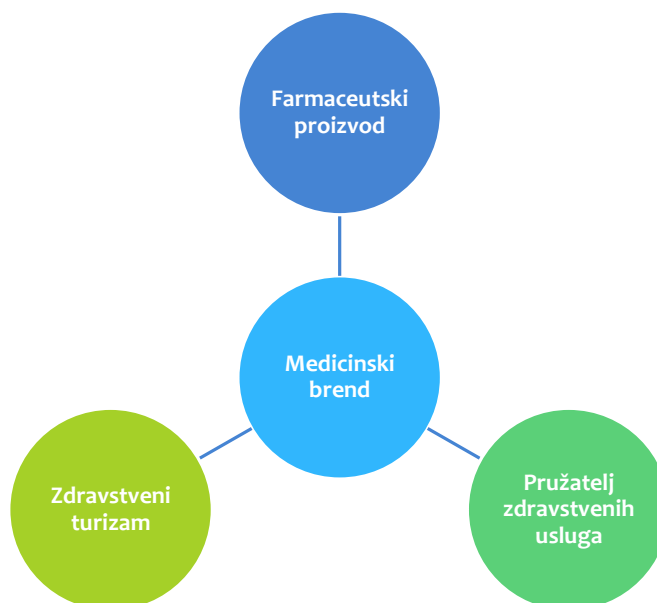 Farmaceutski
proizvod
Medicinski
brend
Zdravstveni
turizam
Pružatelj
zdravstvenih
usluga